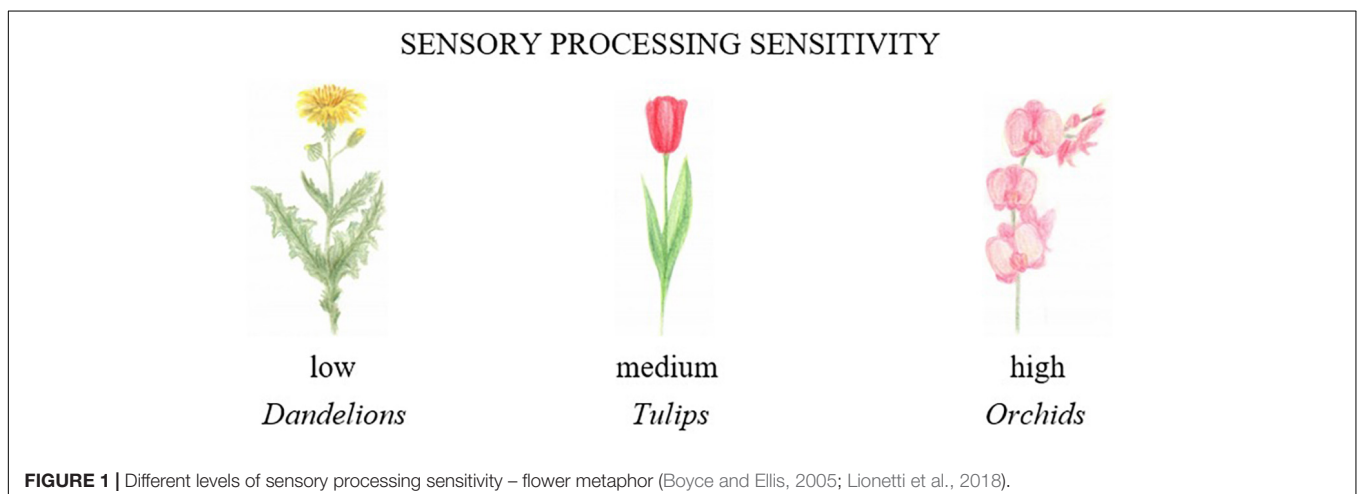 SENSORY PROCESSING SENSITIVITY
low medium high
Dandelions Tulips Orchids
FIGURE 1 | Different levels of sensory processing sensitivity – flower metaphor (Boyce and Ellis, 2005; Lionetti et al., 2018).